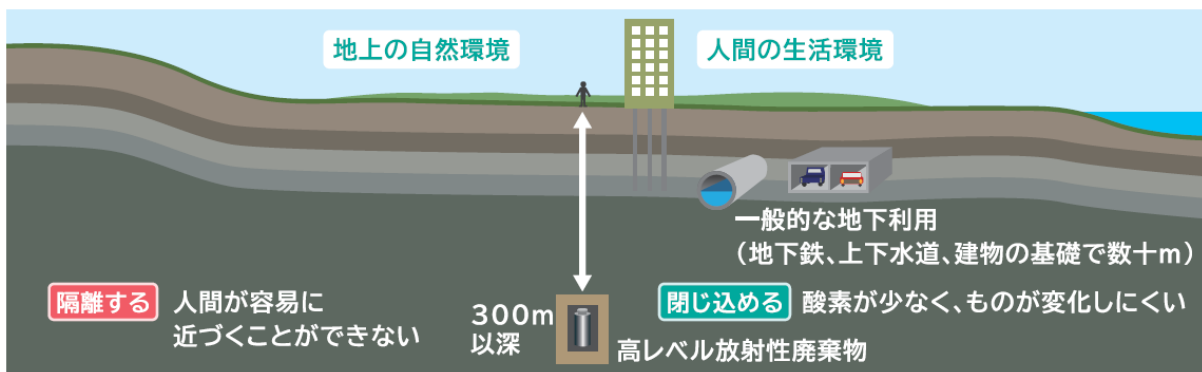 地上の自然環境
人間の生活環境
一般的な地下利用
（地下鉄、上下水道、建物の基礎で数十m）
隔離する
人間が容易に
近づくことができない
300m
以深
高レベル放射性廃棄物
閉じ込める
酸素が少なく、ものが変化しにくい